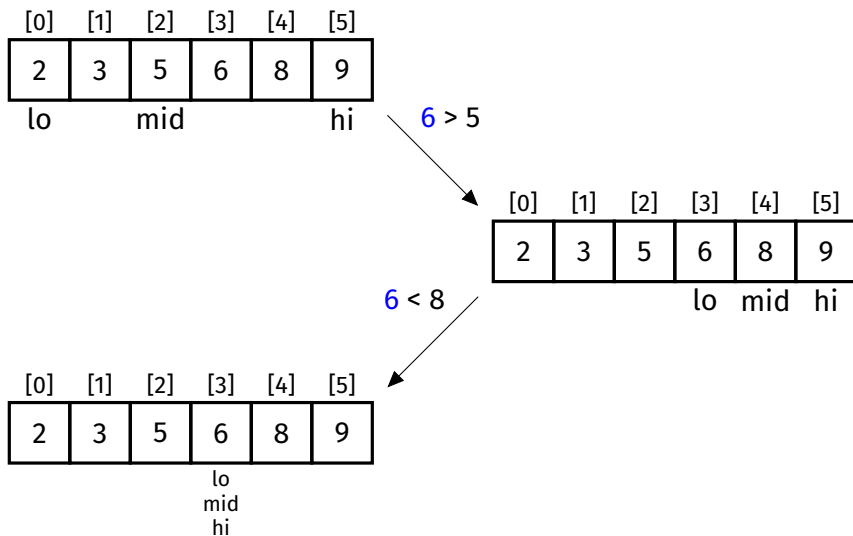 [0] [1] [2] [3] [4] [5]
2 3 5 6 8 9
lo mid hi
6 > 5
[0] [1] [2] [3] [4] [5]
2 3 5 6 8 9
lo mid hi
6 < 8
[0] [1] [2] [3] [4] [5]
2 3 5 6 8 9
lo
mid
hi